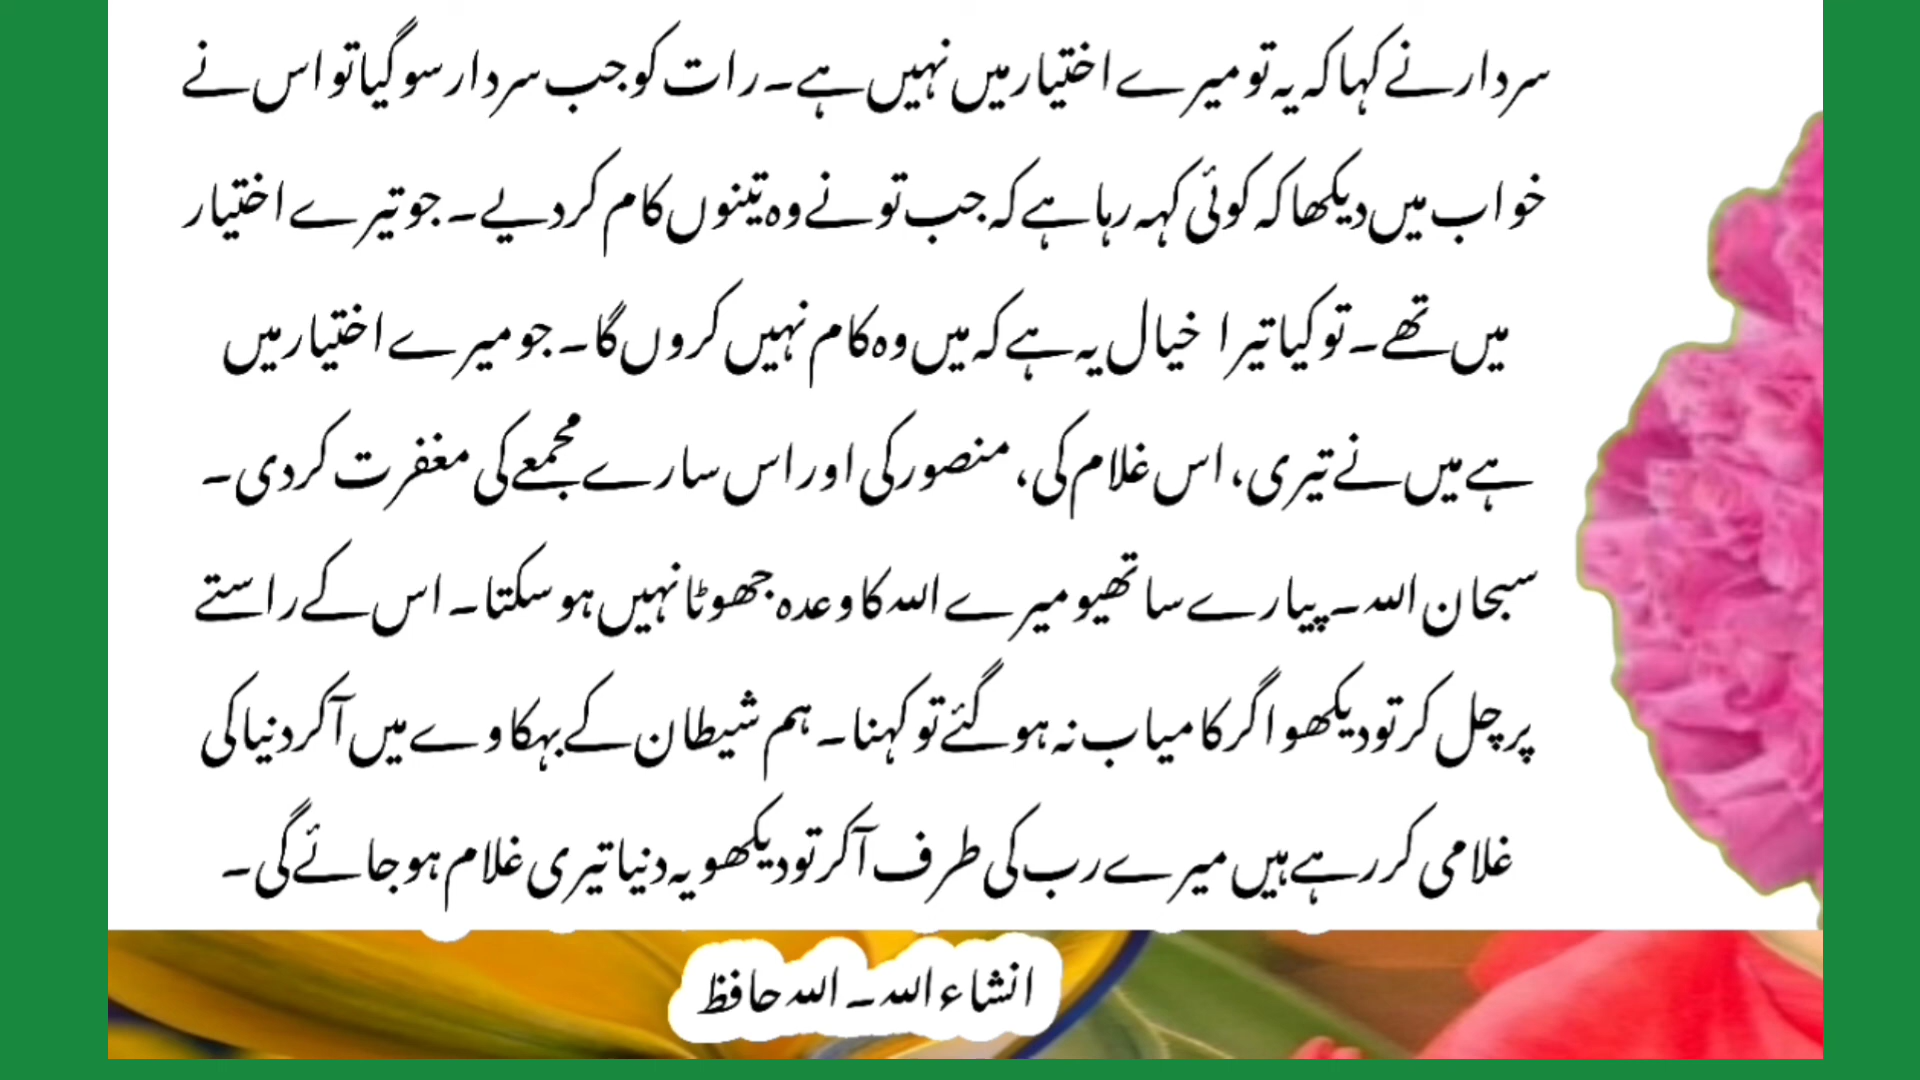 سردار نے کہا کہ یہ تو میرے اختیار میں نہیں ہے۔ رات کو جب سردار سو گیا تو اس نے
خواب میں دیکھا کہ کوئی کہہ رہا ہے کہ جب تو نے وہ تینوں کام کر دیے۔ جو تیرے اختیار
میں تھے۔ تو کیا تیرا خیال یہ ہے کہ میں وہ کام نہیں کروں گا۔ جو میرے اختیار میں
ہے میں نے تیری، اس غلام کی، منصور کی اور اس سارے مجمعے کی مغفرت کر دی۔
سبحان اللہ۔ پیارے ساتھیو میرے اللہ کا وعدہ جھوٹا نہیں ہو سکتا۔ اس کے راستے
پر چل کر تو دیکھو اگر کامیاب نہ ہو گئے تو کہنا۔ ہم شیطان کے بہکاوے میں آکر دنیا کی
غلامی کر رہے ہیں میرے رب کی طرف آکر تو دیکھو یہ دنیا تیری غلام ہو جائے گی۔
انشاء اللہ۔ اللہ حافظ